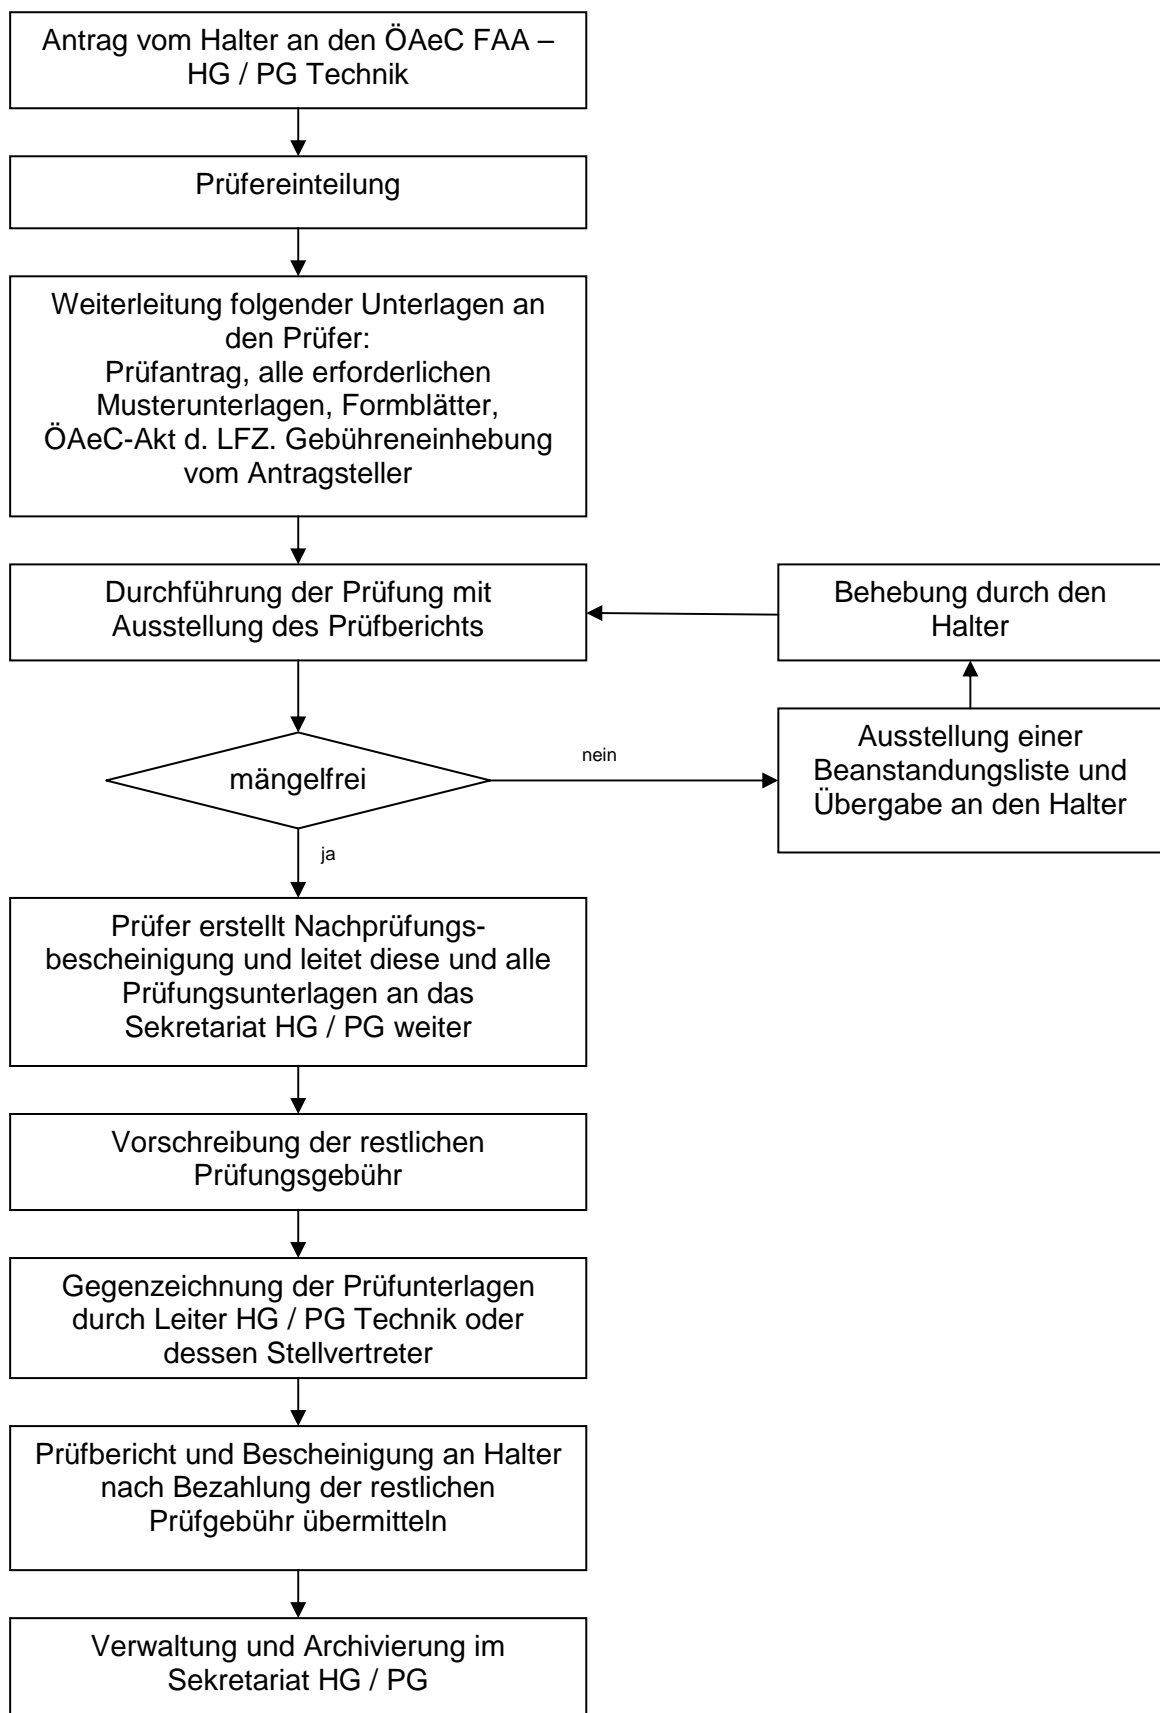 Antrag vom Halter an den ÖAeC FAA –
HG / PG Technik
Prüfereinteilung
Weiterleitung folgender Unterlagen an
den Prüfer:
Prüfantrag, alle erforderlichen
Musterunterlagen, Formblätter,
ÖAeC-Akt d. LFZ. Gebühreneinhebung
vom Antragsteller
Durchführung der Prüfung mit
Ausstellung des Prüfberichts
Behebung durch den
Halter
mängelfrei
nein
Ausstellung einer
Beanstandungsliste und
Übergabe an den Halter
ja
Prüfer erstellt Nachprüfungs-
bescheinigung und leitet diese und alle
Prüfungsunterlagen an das
Sekretariat HG / PG weiter
Vorschreibung der restlichen
Prüfungsgebühr
Gegenzeichnung der Prüfunterlagen
durch Leiter HG / PG Technik oder
dessen Stellvertreter
Prüfbericht und Bescheinigung an Halter
nach Bezahlung der restlichen
Prüfgebühr übermitteln
Verwaltung und Archivierung im
Sekretariat HG / PG